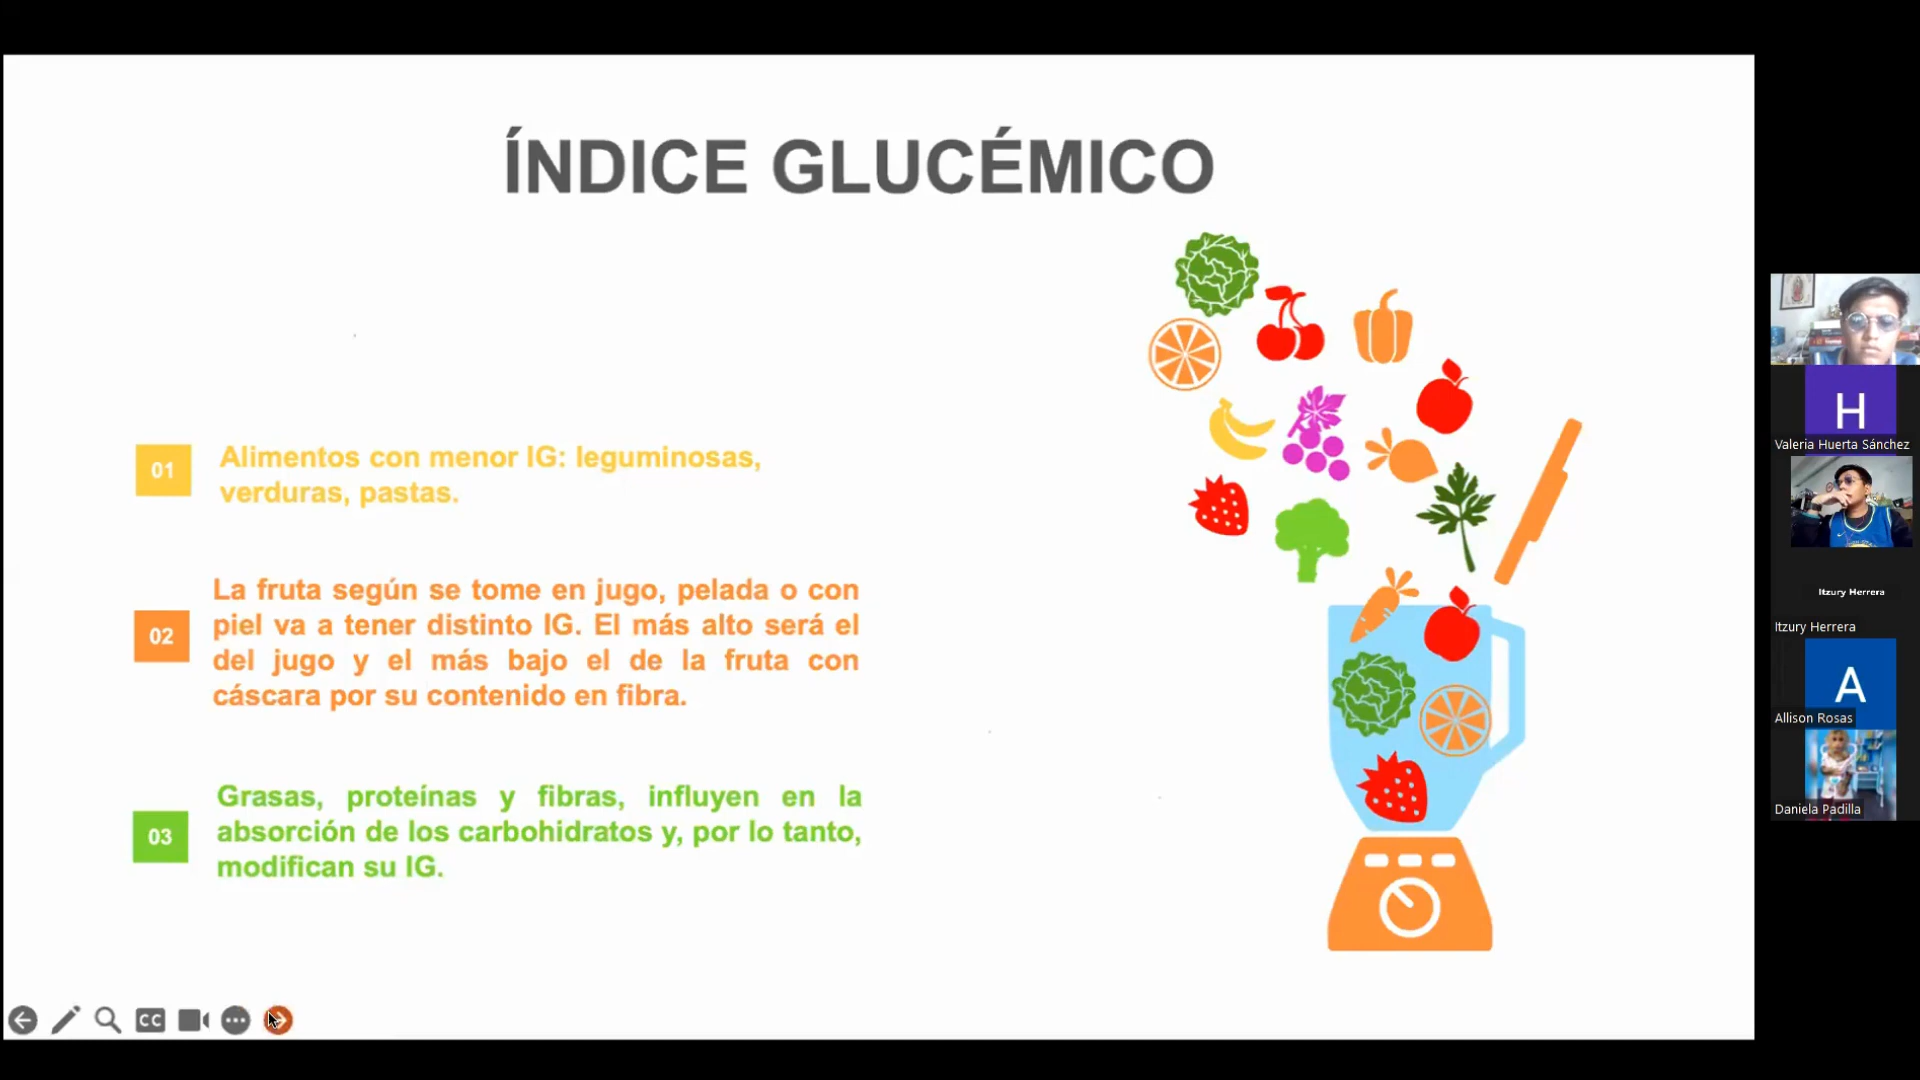 ÍNDICE GLUCÉMICO
01
Alimentos con menor IG: leguminosas,
verduras, pastas.
02
La fruta según se tome en jugo, pelada o con
piel va a tener distinto IG. El más alto será el
del jugo y el más bajo el de la fruta con
cáscara por su contenido en fibra.
03
Grasas, proteínas y fibras, influyen en la
absorción de los carbohidratos y, por lo tanto,
modifican su IG.
CC
H
Valeria Huerta Sánchez
Itzury Herrera
Itzury Herrera
A
Allison Rosas
Daniela Padilla